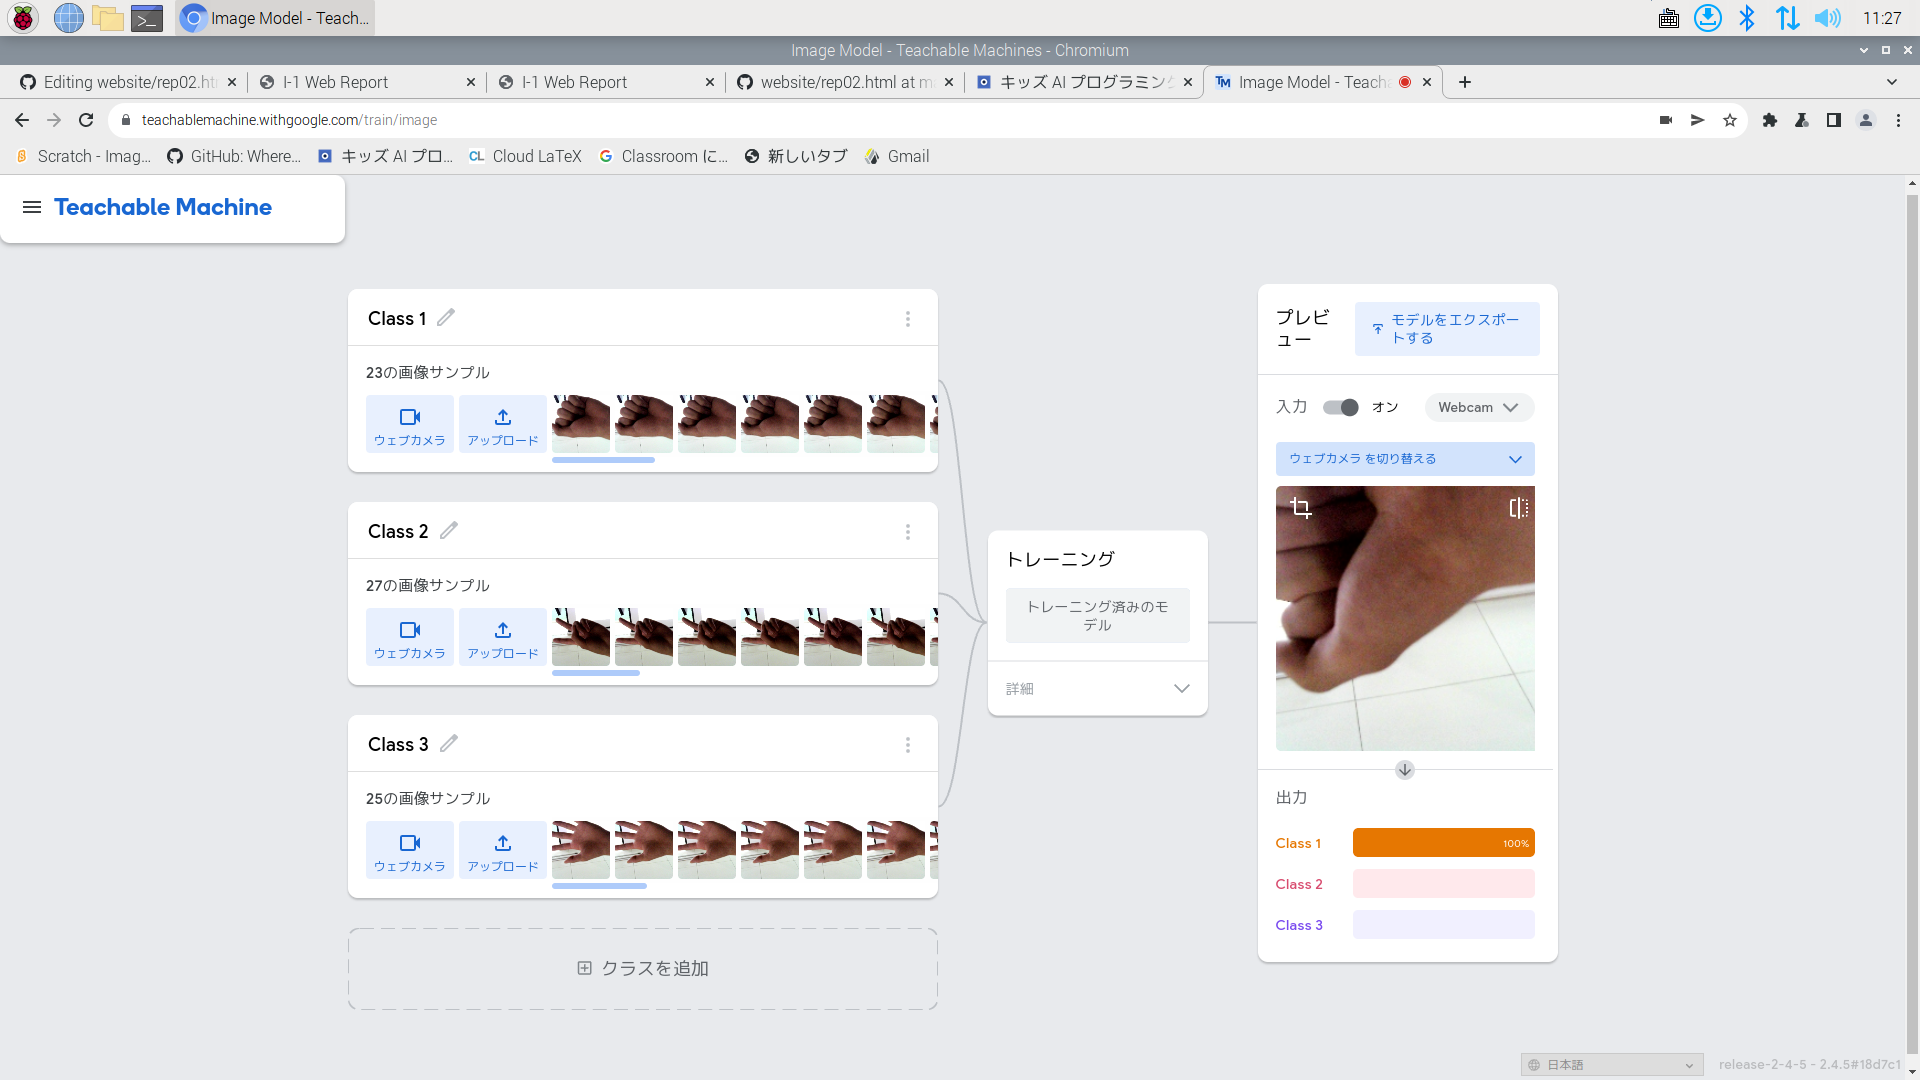 Image Model - Teach...
11:27
Image Model - Teachable Machines - Chromium
Editing website/rep02.ht
I-1 Web Report
I-1 Web Report
website/rep02.html at m
キッズ AI プログラミング
Image Model - Teacha
teachablemachine.withgoogle.com/train/image
Scratch - Imag...
GitHub: Where...
キッズ AI プロ...
CL Cloud LaTeX
Classroom に...
新しいタブ
Gmail
Teachable Machine
Class 1
23の画像サンプル
ウェブカメラ
アップロード
Class 2
27の画像サンプル
ウェブカメラ
アップロード
Class 3
25の画像サンプル
ウェブカメラ
アップロード
クラスを追加
トレーニング
トレーニング済みのモ
デル
詳細
プレビ
ュー
モデルをエクスポー
トする
入力
オン
Webcam
ウェブカメラ を切り替える
出力
Class 1
100%
Class 2
Class 3
日本語
release-2-4-5 - 2.4.5#18d7c1